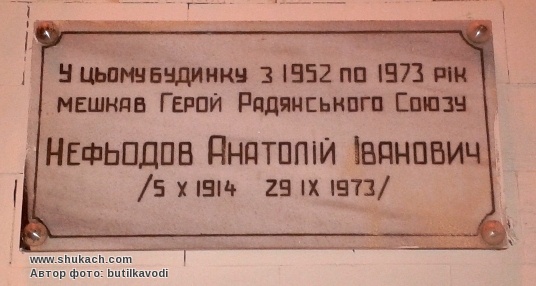 У цьому будинку з 1952 по 1973 рік
мешкав Герой Радянського Союзу
Нефьодов Анатолій Іванович
/5 X 1914 29 IX 1973/
www.shukach.com
Автор фото: butilkavodi